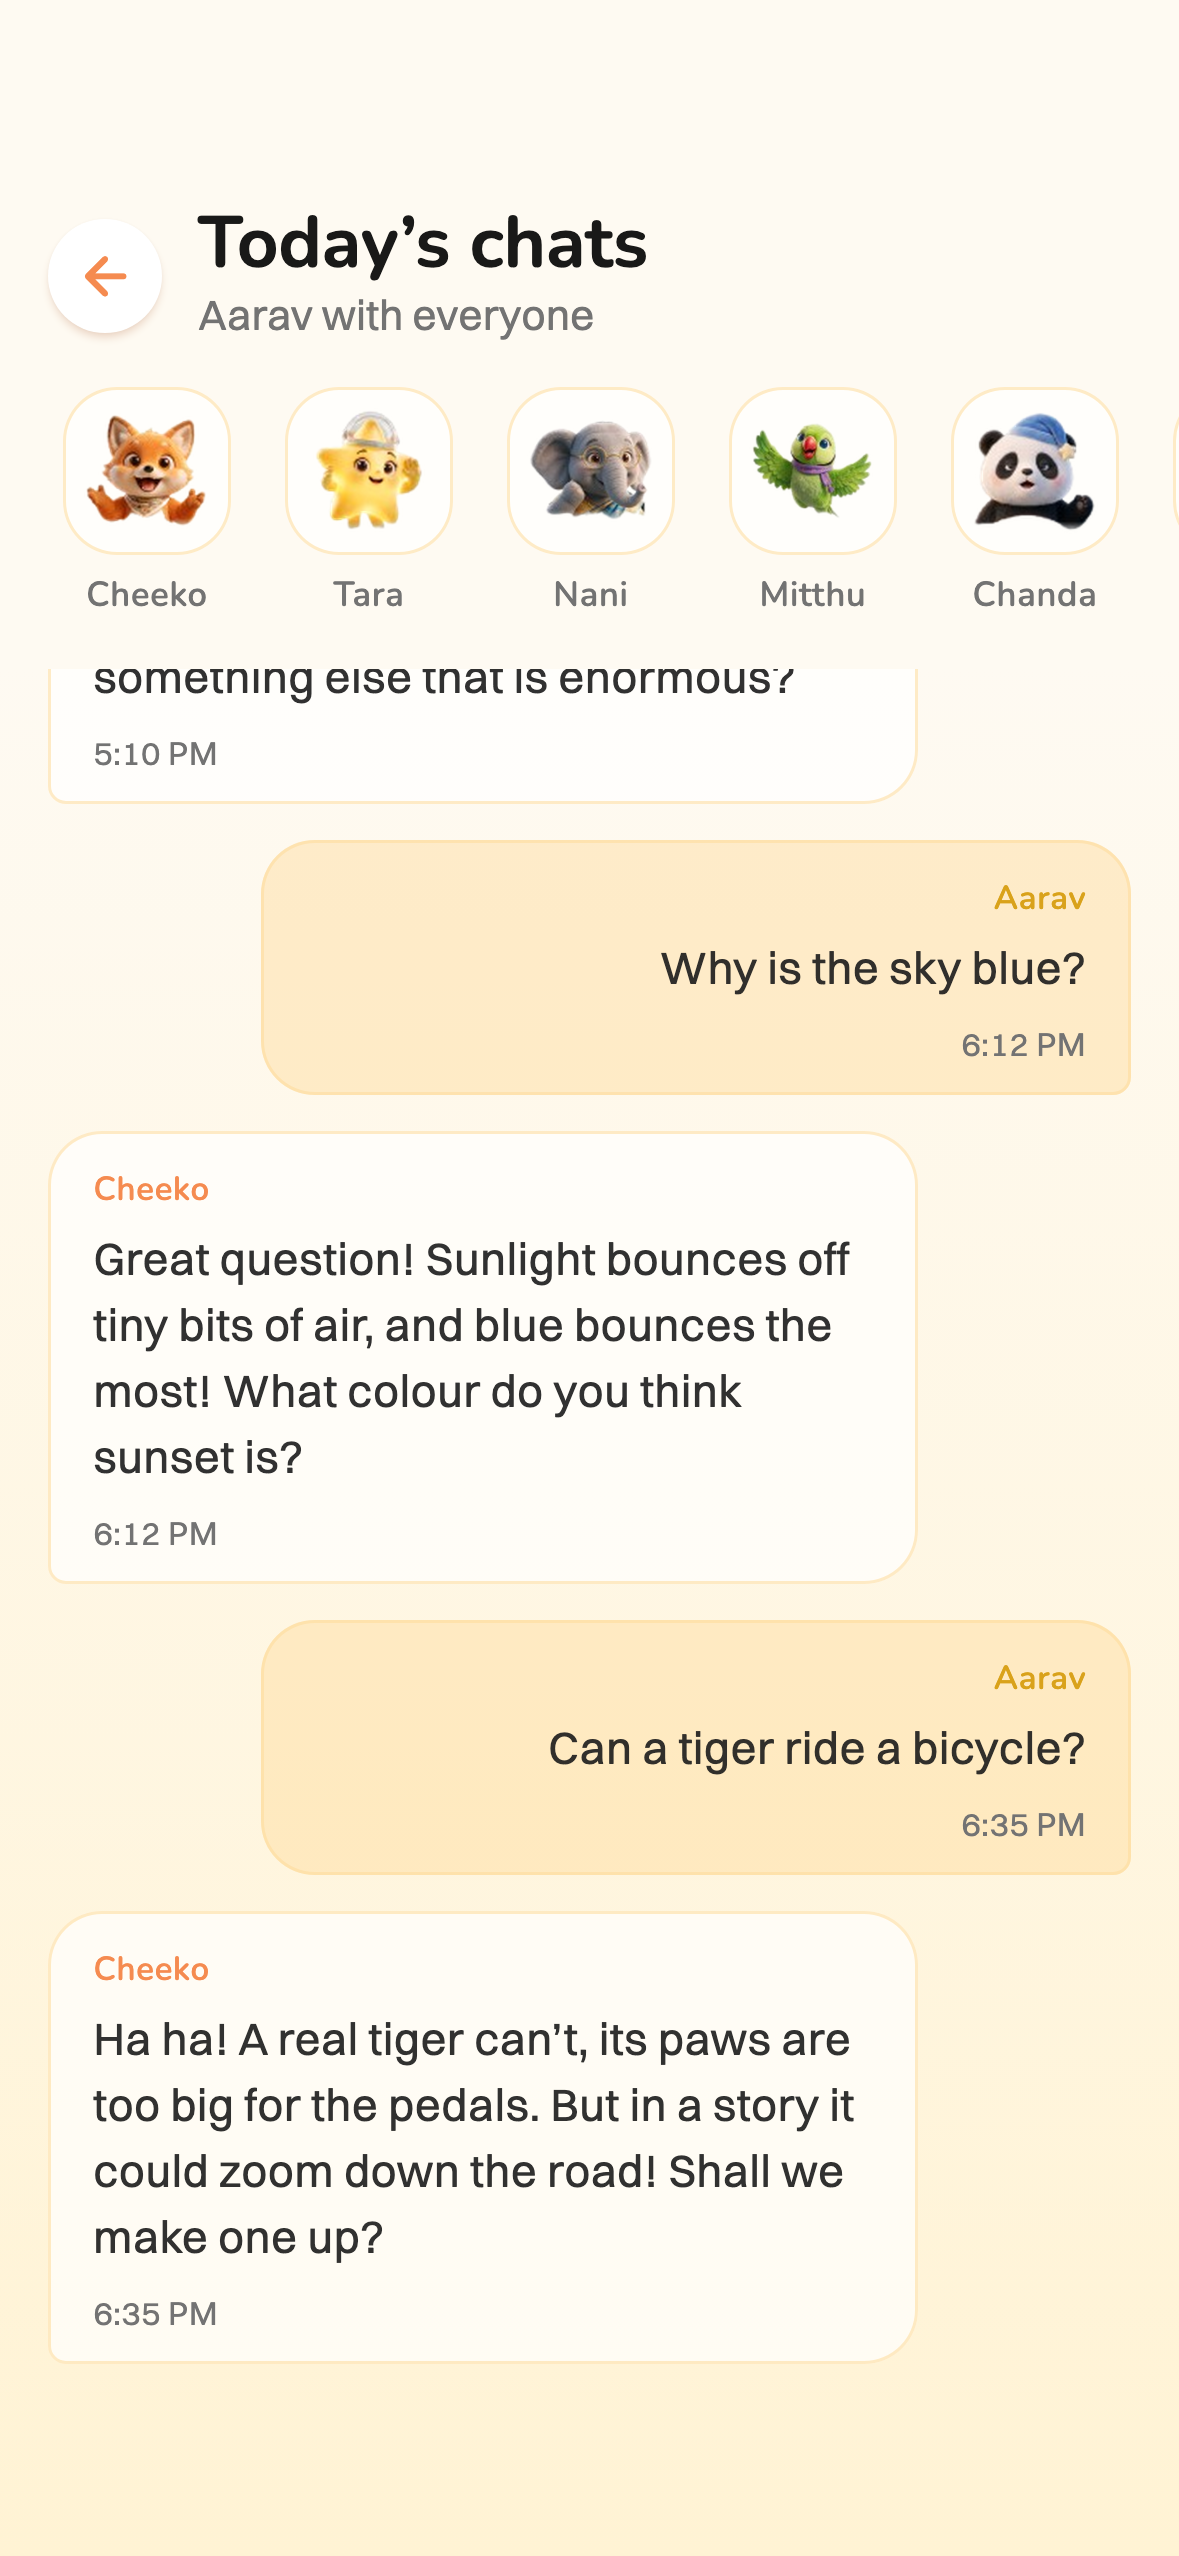 Today’s chats
Aarav with everyone
Cheeko
Tara
Nani
Mitthu
Chanda
something else that is enormous?
5:10 PM
Aarav
Why is the sky blue?
6:12 PM
Cheeko
Great question! Sunlight bounces off
tiny bits of air, and blue bounces the
most! What colour do you think
sunset is?
6:12 PM
Aarav
Can a tiger ride a bicycle?
6:35 PM
Cheeko
Ha ha! A real tiger can’t, its paws are
too big for the pedals. But in a story it
could zoom down the road! Shall we
make one up?
6:35 PM